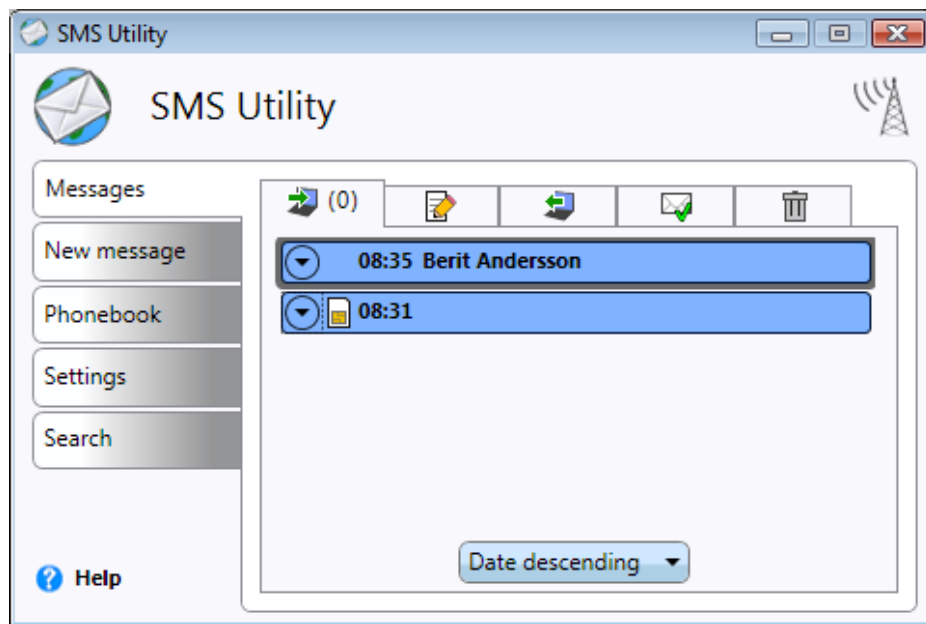 SMS Utility
SMS Utility
Messages
(0)
New message
08:35 Berit Andersson
Phonebook
08:31
Settings
Search
Date descending
Help